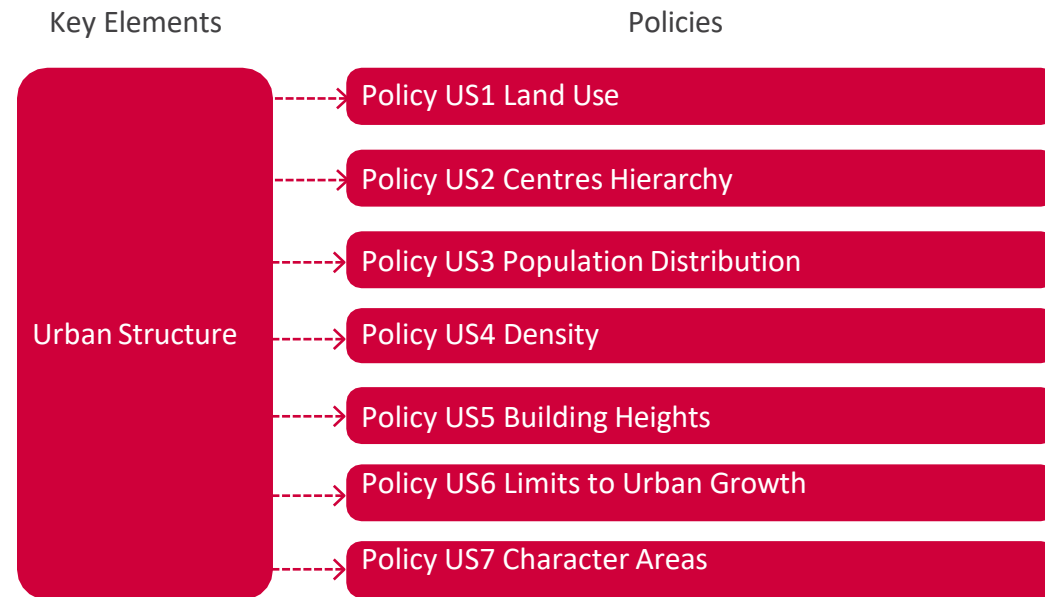 Key Elements
Policies
Urban Structure
Policy US1 Land Use
Policy US2 Centres Hierarchy
Policy US3 Population Distribution
Policy US4 Density
Policy US5 Building Heights
Policy US6 Limits to Urban Growth
Policy US7 Character Areas